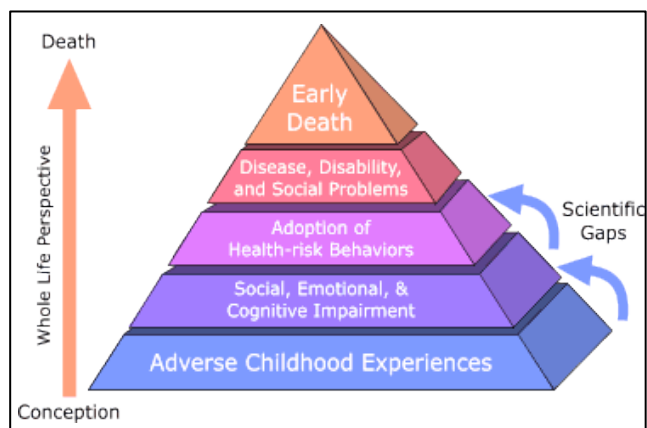 Death
Early
Death
Disease, Disability,
and Social Problems
Scientific
Gaps
Adoption of
Health-risk Behaviors
Social, Emotional, &
Cognitive Impairment
Adverse Childhood Experiences
Whole Life Perspective
Conception